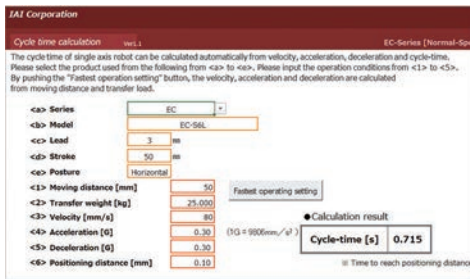 IAI Corporation
Cycle time calculation Ver1.1 EC-Series [Normal-Spe
The cycle time of single axis robot can be calculated automatically from velocity, acceleration, deceleration and cycle-time.
Please select the product used from the following from <a> to <e>. Please input the operation conditions from <1> to <5>.
By pushing the "Fastest operation setting" button, the velocity, acceleration and deceleration are calculated
from moving distance and transfer load.
<a> Series EC
<b> Model EC-S6L
<c> Lead 3 mm
<d> Stroke 50 mm
<e> Posture Horizontal
<1> Moving distance [mm] 50 Fastest operating setting
<2> Transfer weight [kg] 25.000
<3> Velocity [mm/s] 80 ●Calculation result
<4> Acceleration [G] 0.30 (1G = 9806mm/s²) Cycle-time [s] 0.715
<5> Deceleration [G] 0.30
<6> Positioning distance [mm] 0.10 ※ Time to reach positioning distance